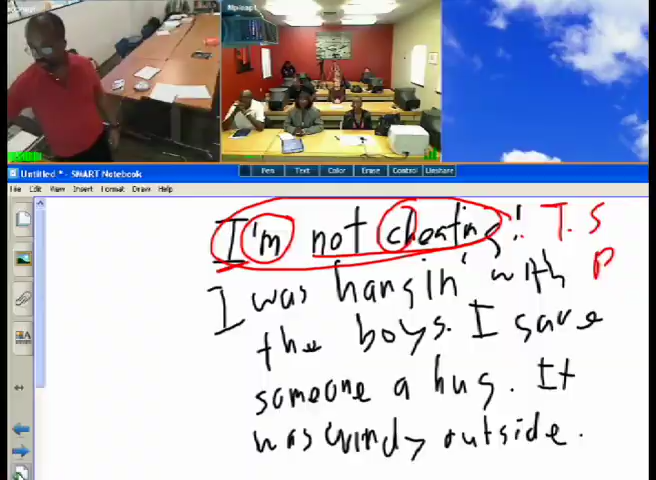 Untitled * - SMART Notebook
Pen Text Color Erase Control Unshare
File Edit View Insert Format Draw Help
I'm not cheating!! T. S
P
I was hangin' with
the boys. I gave
someone a hug. It
was windy outside.